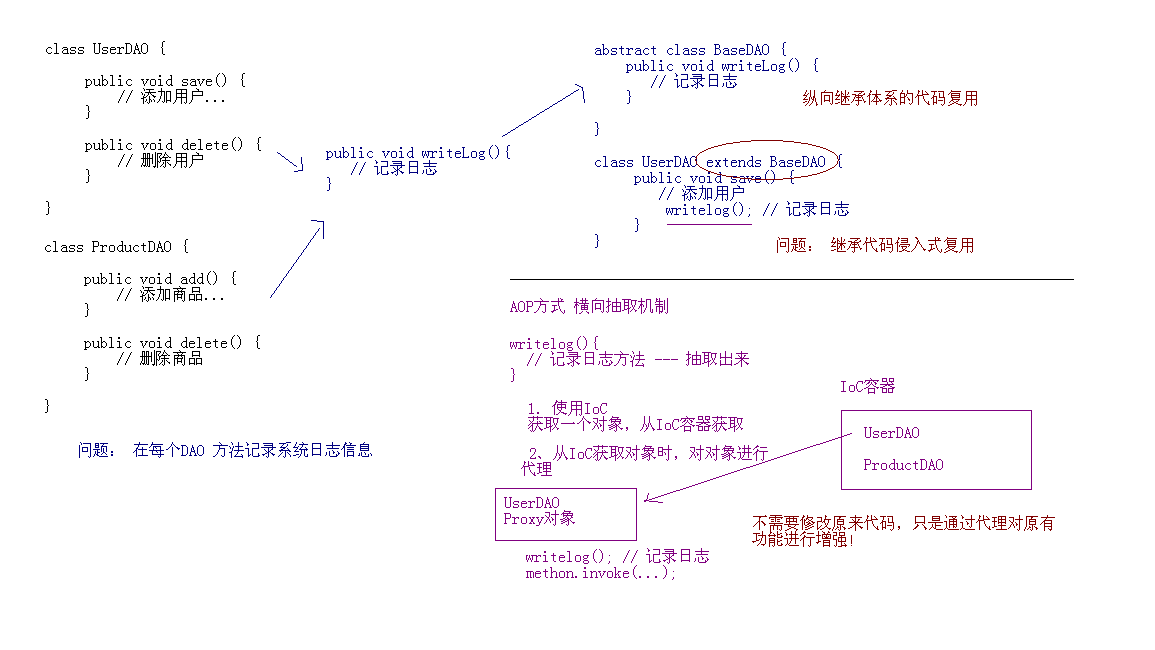 class UserDAO {
public void save() {
// 添加用户...
}
public void delete() {
// 删除用户
}
}
class ProductDAO {
public void add() {
// 添加商品...
}
public void delete() {
// 删除商品
}
}
问题： 在每个DAO 方法记录系统日志信息
public void writeLog(){
// 记录日志
}
abstract class BaseDAO {
public void writeLog() {
// 记录日志
}
}
纵向继承体系的代码复用
class UserDAO extends BaseDAO {
public void save() {
// 添加用户
writelog(); // 记录日志
}
}
问题： 继承代码侵入式复用
AOP方式 横向抽取机制
writelog(){
// 记录日志方法 --- 抽取出来
}
1. 使用IoC
获取一个对象，从IoC容器获取
2、从IoC获取对象时，对对象进行
代理
UserDAO
Proxy对象
writelog(); // 记录日志
methon.invoke(...);
IoC容器
UserDAO
ProductDAO
不需要修改原来代码，只是通过代理对原有
功能进行增强!